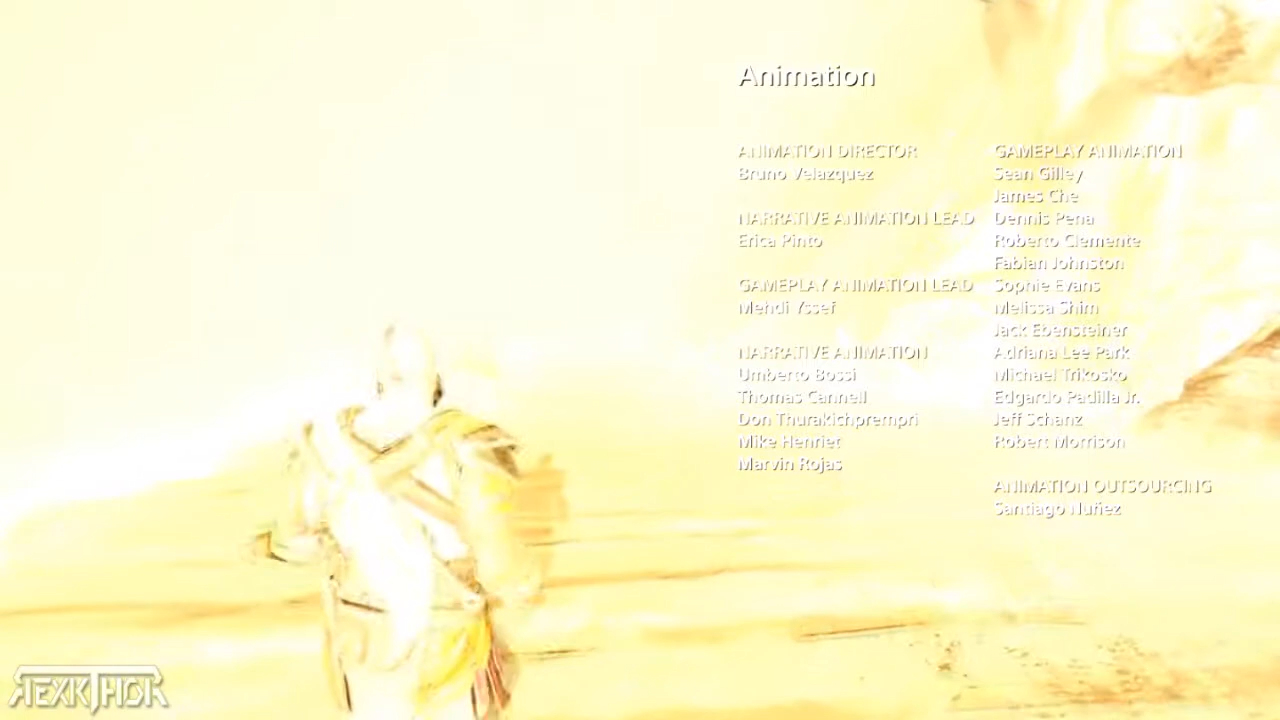 Animation
ANIMATION DIRECTOR
Bruno Velazquez
NARRATIVE ANIMATION LEAD
Erica Pinto
GAMEPLAY ANIMATION LEAD
Mehdi Yssef
NARRATIVE ANIMATION
Umberto Bossi
Thomas Cannell
Don Thurakichprempri
Mike Henriet
Marvin Rojas
GAMEPLAY ANIMATION
Sean Gilley
James Che
Dennis Pena
Roberto Clemente
Fabian Johnston
Sophie Evans
Melissa Shim
Jack Ebensteiner
Adriana Lee Park
Michael Trikosko
Edgardo Padilla Jr.
Jeff Schanz
Robert Morrison
ANIMATION OUTSOURCING
Santiago Nuñez